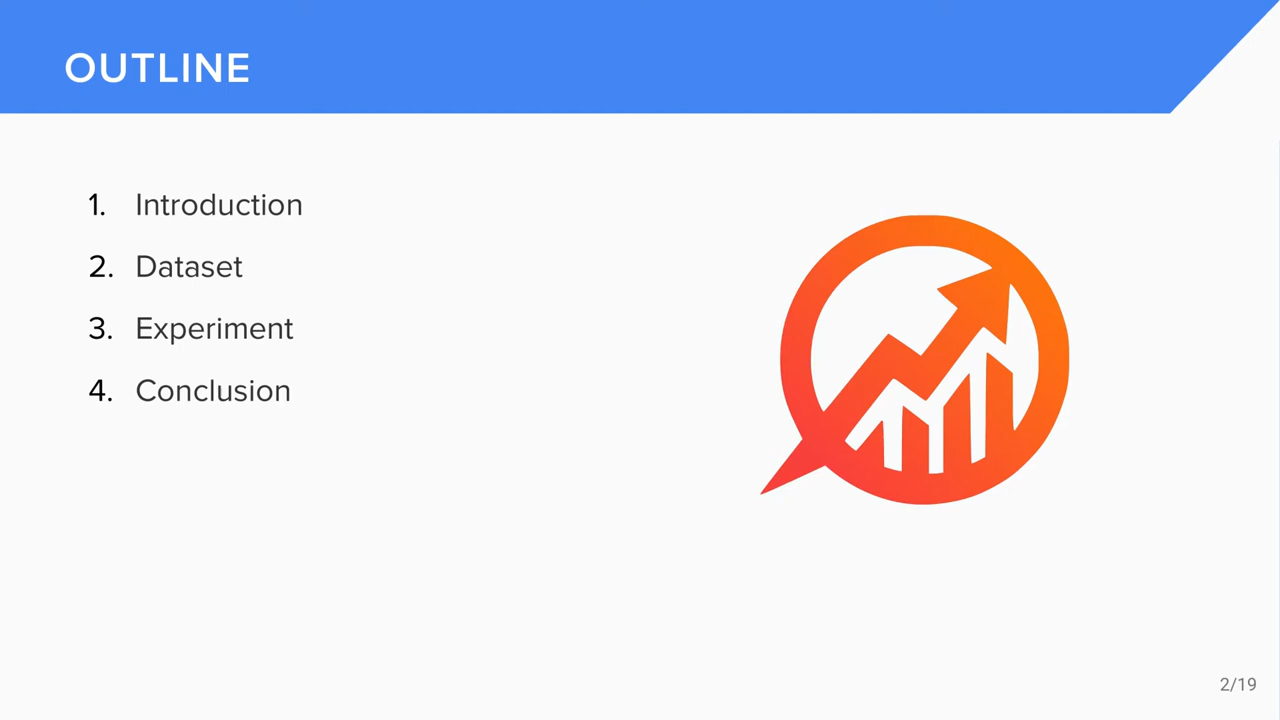 OUTLINE
1. Introduction
2. Dataset
3. Experiment
4. Conclusion
2/19